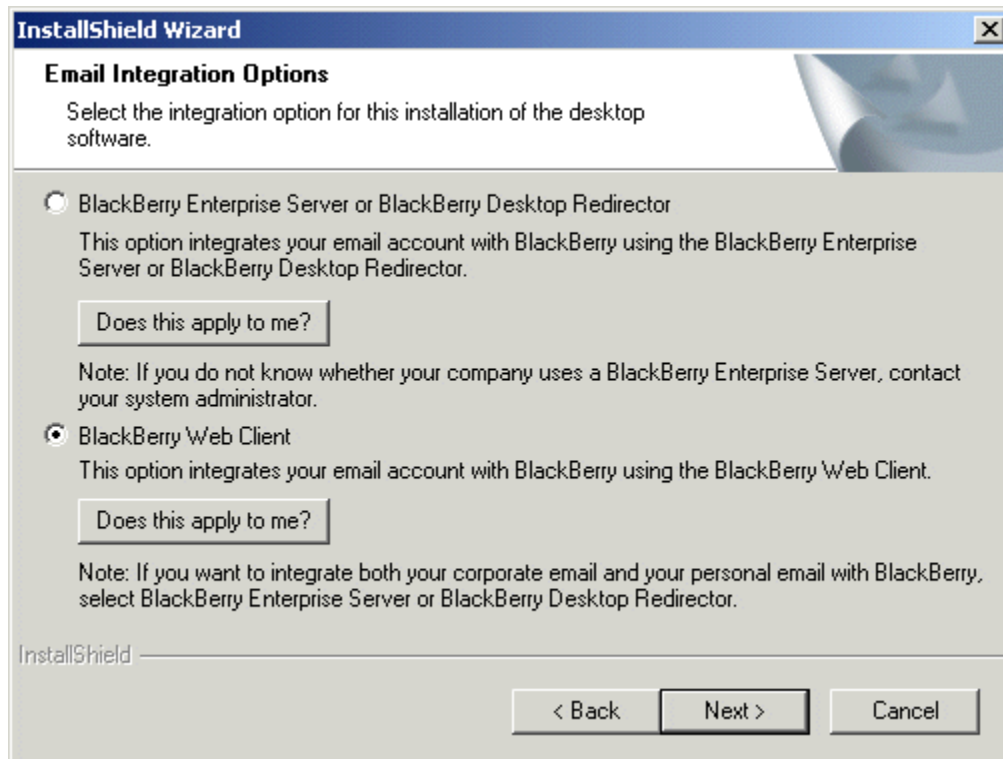 InstallShield Wizard
Email Integration Options
Select the integration option for this installation of the desktop
software.
BlackBerry Enterprise Server or BlackBerry Desktop Redirector
This option integrates your email account with BlackBerry using the BlackBerry Enterprise
Server or BlackBerry Desktop Redirector.
Does this apply to me?
Note: If you do not know whether your company uses a BlackBerry Enterprise Server, contact
your system administrator.
BlackBerry Web Client
This option integrates your email account with BlackBerry using the BlackBerry Web Client.
Does this apply to me?
Note: If you want to integrate both your corporate email and your personal email with BlackBerry,
select BlackBerry Enterprise Server or BlackBerry Desktop Redirector.
InstallShield
< Back Next > Cancel